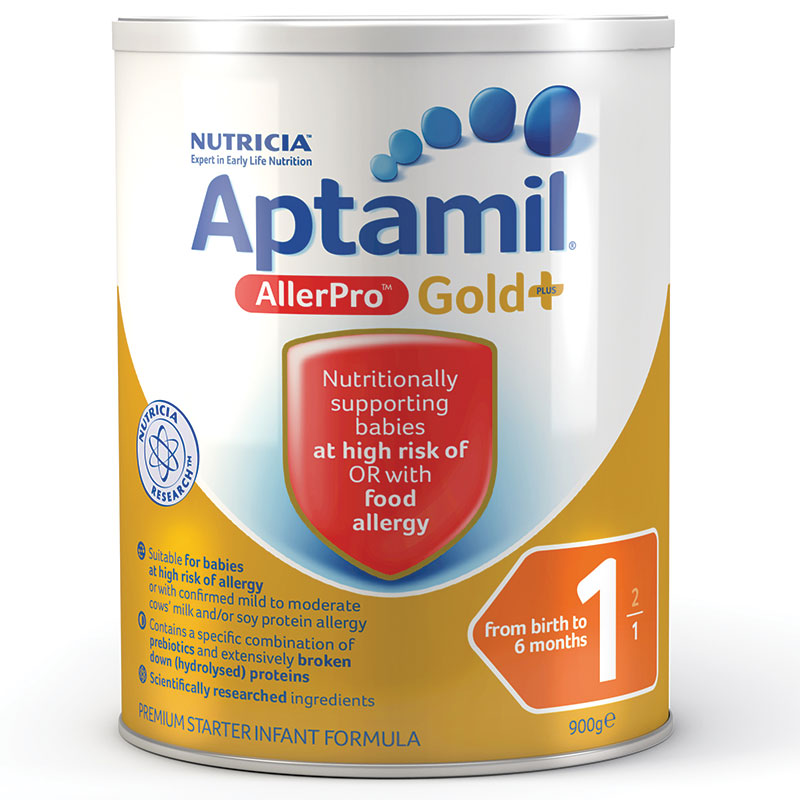 NUTRICIA™
Expert in Early Life Nutrition
Aptamil®
AllerPro™ Gold+ PLUS
Nutritionally
supporting
babies
at high risk of
OR with
food
allergy
NUTRICIA
RESEARCH™
Suitable for babies
at high risk of allergy
or with confirmed mild to moderate
cows' milk and/or soy protein allergy
Contains a specific combination of
prebiotics and extensively broken
down (hydrolysed) proteins
Scientifically researched ingredients
PREMIUM STARTER INFANT FORMULA
from birth to
6 months
1
2
1
900g℮